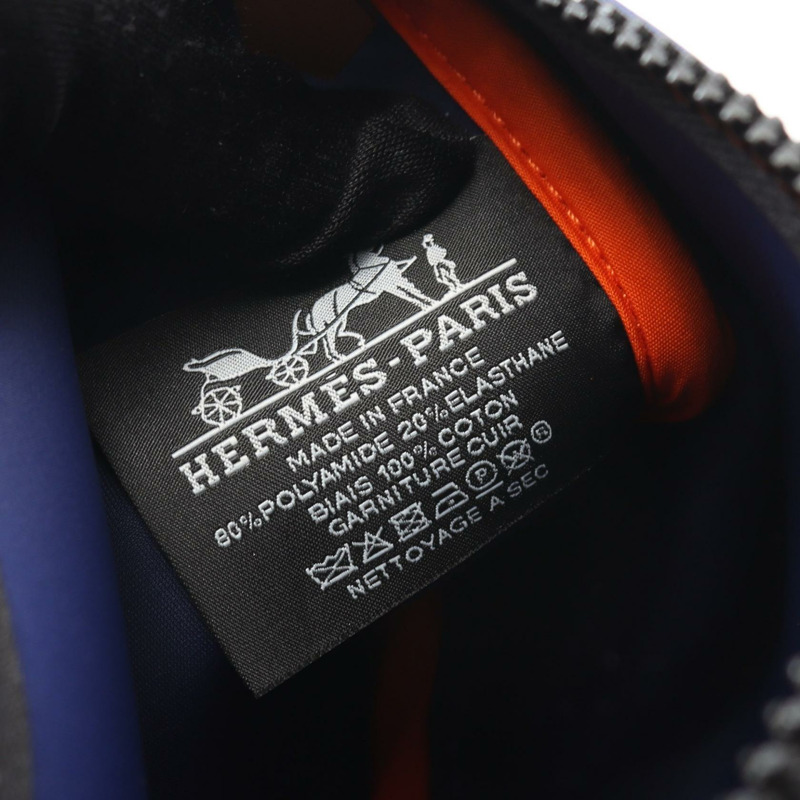 HERMES-PARIS
MADE IN FRANCE
80%POLYAMIDE 20%ELASTHANE
BIAIS 100% COTON
GARNITURE CUIR
P ®
NETTOYAGE A SEC